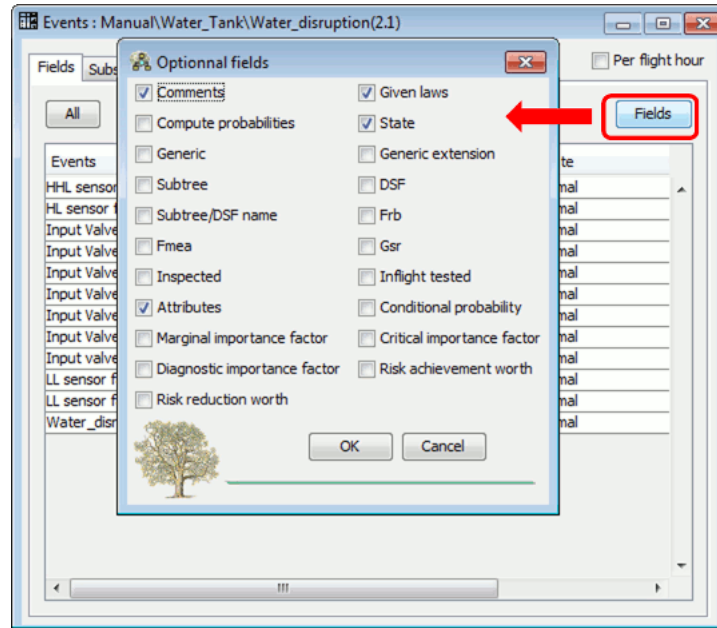 Events : Manual\Water_Tank\Water_disruption(2.1)
Optionnal fields
Fields Subs
Per flight hour
Comments Given laws
All
Fields
Compute probabilities State
Generic Generic extension
Events te
HHL sensor Subtree DSF mal
HL sensor f mal
Subtree/DSF name Frb
Input Valve mal
Input Valve mal
Fmea Gsr
Input Valve mal
Inspected Inflight tested
Input Valve mal
Attributes Conditional probability
Input Valve mal
Input Valve mal
Marginal importance factor Critical importance factor
Input valve mal
Diagnostic importance factor Risk achievement worth
LL sensor f mal
LL sensor f mal
Risk reduction worth
Water_disr mal
OK Cancel